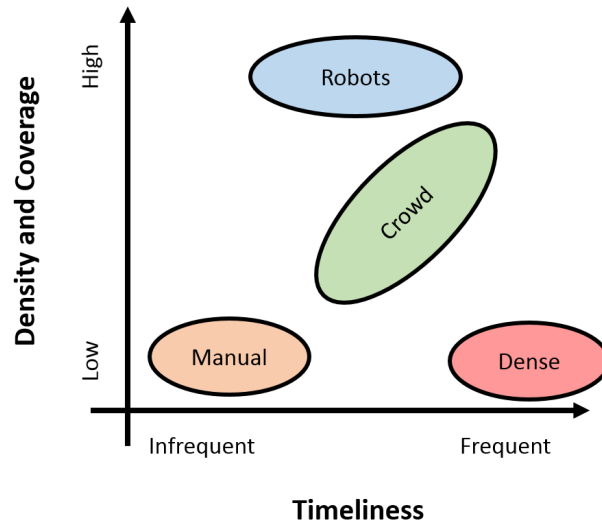 High
Robots
Density and Coverage
Crowd
Low
Manual
Dense
Infrequent
Frequent
Timeliness